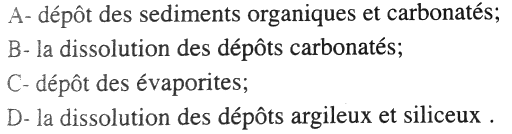 A- dépôt des sediments organiques et carbonatés;
B- la dissolution des dépôts carbonatés;
C- dépôt des évaporites;
D- la dissolution des dépôts argileux et siliceux .